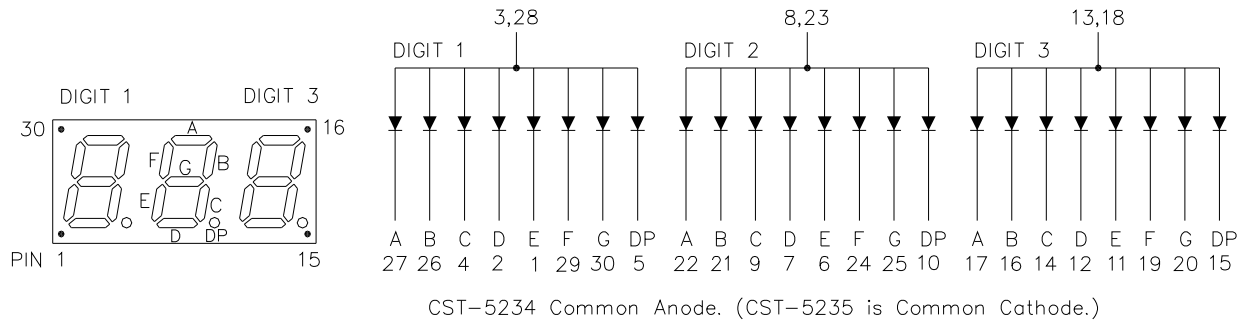 3,28 8,23 13,18
DIGIT 1 DIGIT 2 DIGIT 3
DIGIT 1 DIGIT 3
30 16
A
F B
G
E C
D DP
PIN 1 15
A B C D E F G DP A B C D E F G DP A B C D E F G DP
27 26 4 2 1 29 30 5 22 21 9 7 6 24 25 10 17 16 14 12 11 19 20 15
CST-5234 Common Anode. (CST-5235 is Common Cathode.)